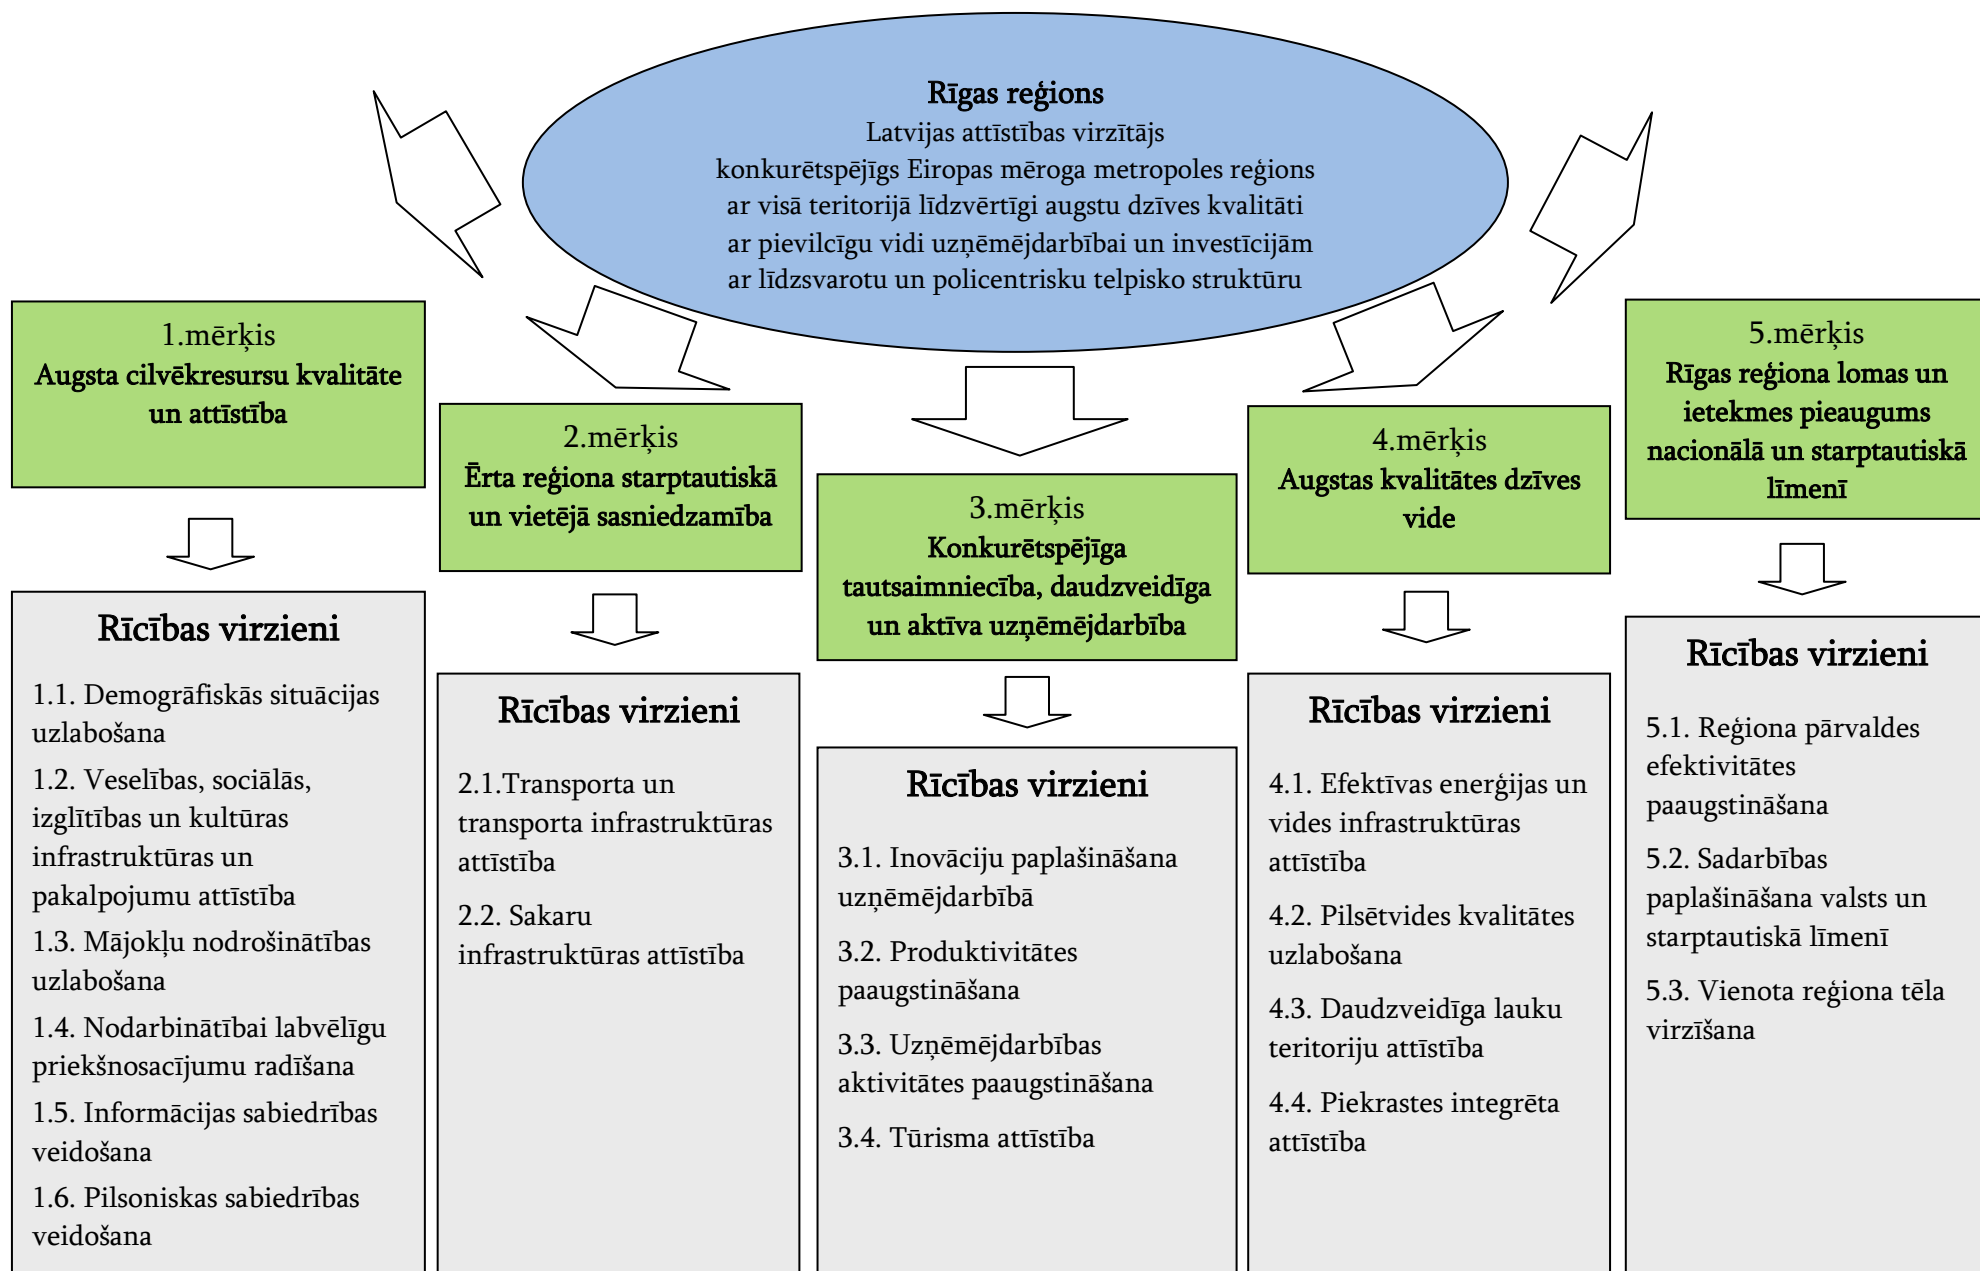 Rīgas reģions
Latvijas attīstības virzītājs
konkurētspējīgs Eiropas mēroga metropoles reģions
ar visā teritorijā līdzvērtīgi augstu dzīves kvalitāti
ar pievilcīgu vidi uzņēmējdarbībai un investīcijām
ar līdzsvarotu un policentrisku telpisko struktūru
1.mērķis
Augsta cilvēkresursu kvalitāte
un attīstība
Rīcības virzieni
1.1. Demogrāfiskās situācijas
uzlabošana
1.2. Veselības, sociālās,
izglītības un kultūras
infrastruktūras un
pakalpojumu attīstība
1.3. Mājokļu nodrošinātības
uzlabošana
1.4. Nodarbinātībai labvēlīgu
priekšnosacījumu radīšana
1.5. Informācijas sabiedrības
veidošana
1.6. Pilsoniskas sabiedrības
veidošana
2.mērķis
Ērta reģiona starptautiskā
un vietējā sasniedzamība
Rīcības virzieni
2.1.Transporta un
transporta infrastruktūras
attīstība
2.2. Sakaru
infrastruktūras attīstība
3.mērķis
Konkurētspējīga
tautsaimniecība, daudzveidīga
un aktīva uzņēmējdarbība
Rīcības virzieni
3.1. Inovāciju paplašināšana
uzņēmējdarbībā
3.2. Produktivitātes
paaugstināšana
3.3. Uzņēmējdarbības
aktivitātes paaugstināšana
3.4. Tūrisma attīstība
4.mērķis
Augstas kvalitātes dzīves
vide
Rīcības virzieni
4.1. Efektīvas enerģijas un
vides infrastruktūras
attīstība
4.2. Pilsētvides kvalitātes
uzlabošana
4.3. Daudzveidīga lauku
teritoriju attīstība
4.4. Piekrastes integrēta
attīstība
5.mērķis
Rīgas reģiona lomas un
ietekmes pieaugums
nacionālā un starptautiskā
līmenī
Rīcības virzieni
5.1. Reģiona pārvaldes
efektivitātes
paaugstināšana
5.2. Sadarbības
paplašināšana valsts un
starptautiskā līmenī
5.3. Vienota reģiona tēla
virzīšana